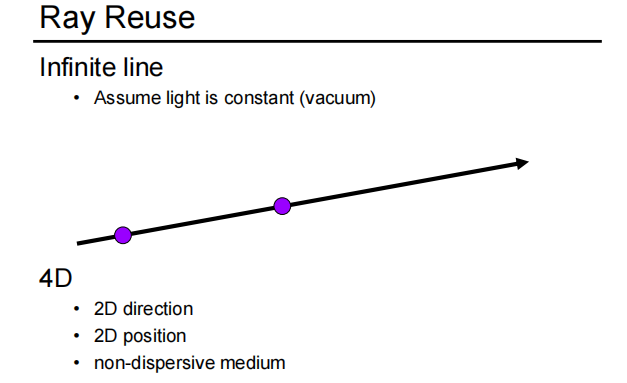 Ray Reuse
Infinite line
• Assume light is constant (vacuum)
4D
• 2D direction
• 2D position
• non-dispersive medium